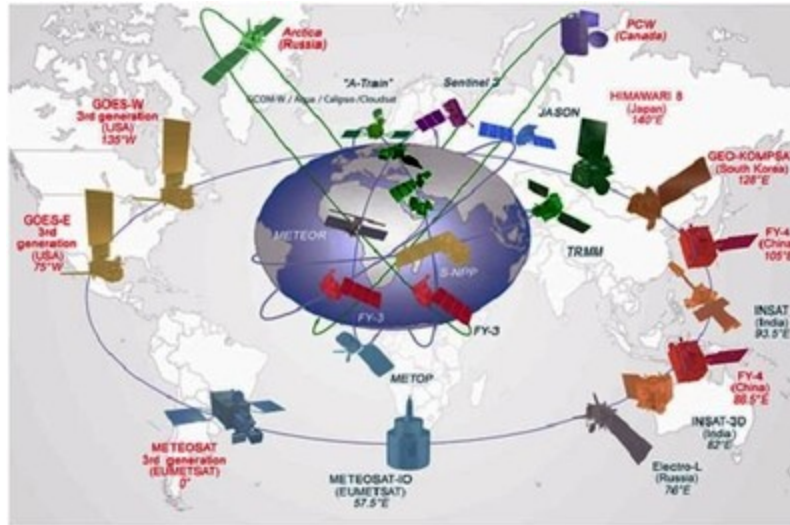 Arctica
(Russia)
PCW
(Canada)
"A-Train"
GCOM-W / Aqua / Calipso /Cloudsat
Sentinel 3
JASON
HIMAWARI 8
(Japan)
140°E
GOES-W
3rd generation
(USA)
135°W
GEO-KOMPSA
(South Korea)
128°E
GOES-E
3rd
generation
(USA)
75°W
METEOR
S-NPP
TRMM
FY-4
(China)
105°E
FY-3
FY-3
INSAT
(India)
93.5°E
METOP
FY-4
(China)
86.5°E
METEOSAT
3rd generation
(EUMETSAT)
0°
METEOSAT-IO
(EUMETSAT)
57.5°E
INSAT-3D
(India)
82°E
Electro-L
(Russia)
76°E